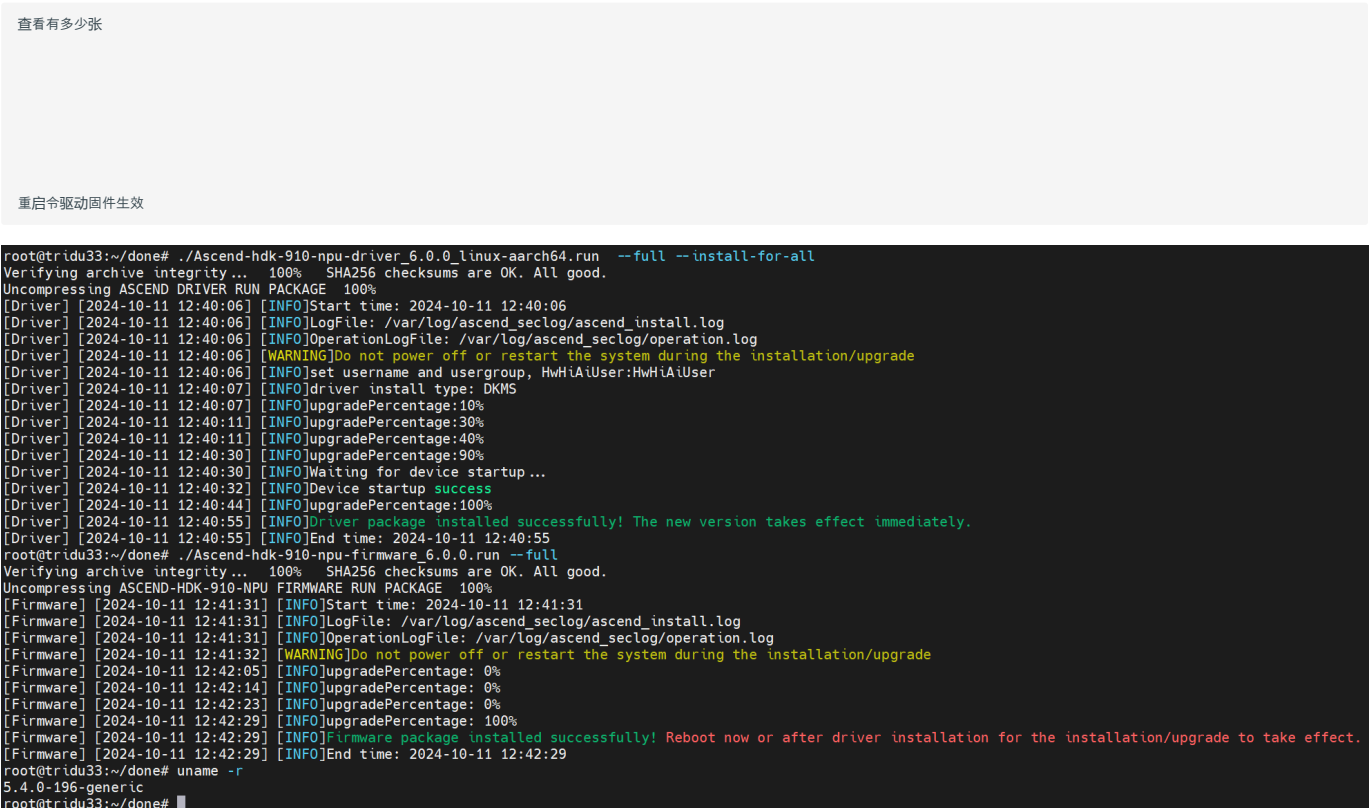 查看有多少张
重启令驱动固件生效
root@tridu33:~/done# ./Ascend-hdk-910-npu-driver_6.0.0_linux-aarch64.run  --full --install-for-all
Verifying archive integrity...  100%   SHA256 checksums are OK. All good.
Uncompressing ASCEND DRIVER RUN PACKAGE  100%
[Driver] [2024-10-11 12:40:06] [INFO]Start time: 2024-10-11 12:40:06
[Driver] [2024-10-11 12:40:06] [INFO]LogFile: /var/log/ascend_seclog/ascend_install.log
[Driver] [2024-10-11 12:40:06] [INFO]OperationLogFile: /var/log/ascend_seclog/operation.log
[Driver] [2024-10-11 12:40:06] [WARNING]Do not power off or restart the system during the installation/upgrade
[Driver] [2024-10-11 12:40:06] [INFO]set username and usergroup, HwHiAiUser:HwHiAiUser
[Driver] [2024-10-11 12:40:07] [INFO]driver install type: DKMS
[Driver] [2024-10-11 12:40:07] [INFO]upgradePercentage:10%
[Driver] [2024-10-11 12:40:11] [INFO]upgradePercentage:30%
[Driver] [2024-10-11 12:40:11] [INFO]upgradePercentage:40%
[Driver] [2024-10-11 12:40:30] [INFO]upgradePercentage:90%
[Driver] [2024-10-11 12:40:30] [INFO]Waiting for device startup...
[Driver] [2024-10-11 12:40:32] [INFO]Device startup success
[Driver] [2024-10-11 12:40:44] [INFO]upgradePercentage:100%
[Driver] [2024-10-11 12:40:55] [INFO]Driver package installed successfully! The new version takes effect immediately.
[Driver] [2024-10-11 12:40:55] [INFO]End time: 2024-10-11 12:40:55
root@tridu33:~/done# ./Ascend-hdk-910-npu-firmware_6.0.0.run --full
Verifying archive integrity...  100%   SHA256 checksums are OK. All good.
Uncompressing ASCEND-HDK-910-NPU FIRMWARE RUN PACKAGE  100%
[Firmware] [2024-10-11 12:41:31] [INFO]Start time: 2024-10-11 12:41:31
[Firmware] [2024-10-11 12:41:31] [INFO]LogFile: /var/log/ascend_seclog/ascend_install.log
[Firmware] [2024-10-11 12:41:31] [INFO]OperationLogFile: /var/log/ascend_seclog/operation.log
[Firmware] [2024-10-11 12:41:32] [WARNING]Do not power off or restart the system during the installation/upgrade
[Firmware] [2024-10-11 12:42:05] [INFO]upgradePercentage: 0%
[Firmware] [2024-10-11 12:42:14] [INFO]upgradePercentage: 0%
[Firmware] [2024-10-11 12:42:23] [INFO]upgradePercentage: 0%
[Firmware] [2024-10-11 12:42:29] [INFO]upgradePercentage: 100%
[Firmware] [2024-10-11 12:42:29] [INFO]Firmware package installed successfully! Reboot now or after driver installation for the installation/upgrade to take effect.
[Firmware] [2024-10-11 12:42:29] [INFO]End time: 2024-10-11 12:42:29
root@tridu33:~/done# uname -r
5.4.0-196-generic
root@tridu33:~/done#